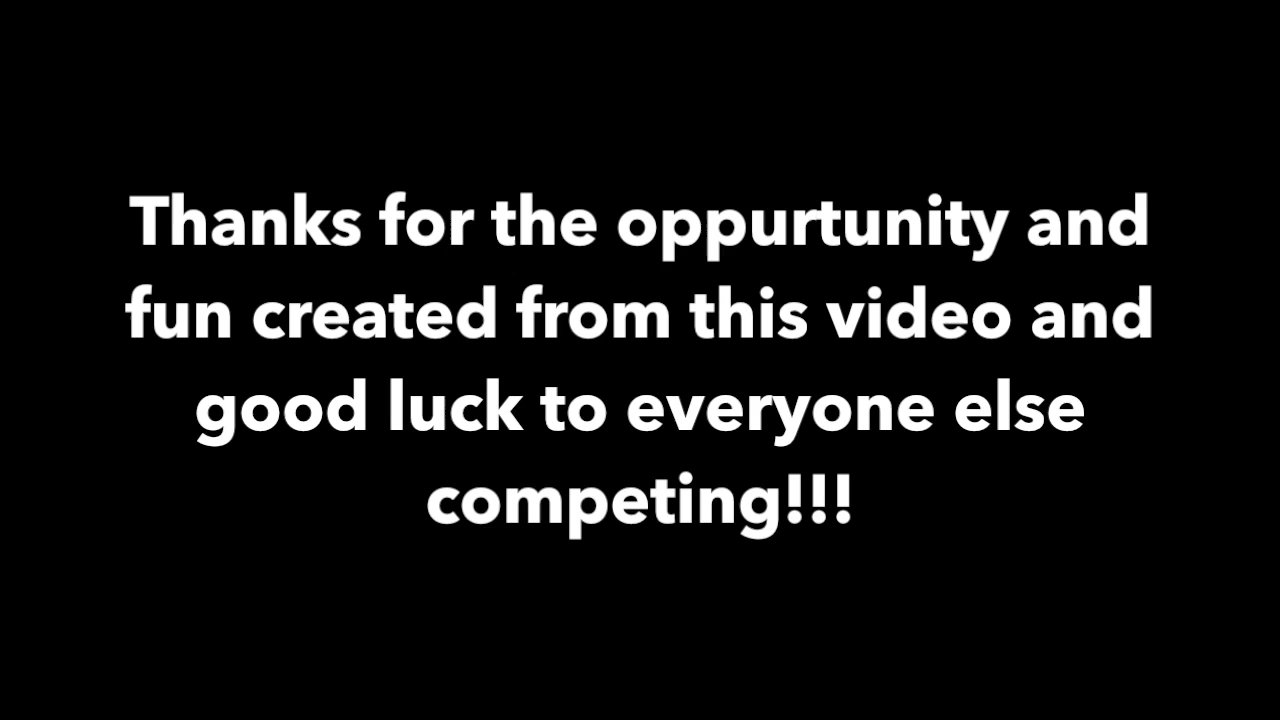 Thanks for the oppurtunity and
fun created from this video and
good luck to everyone else
competing!!!